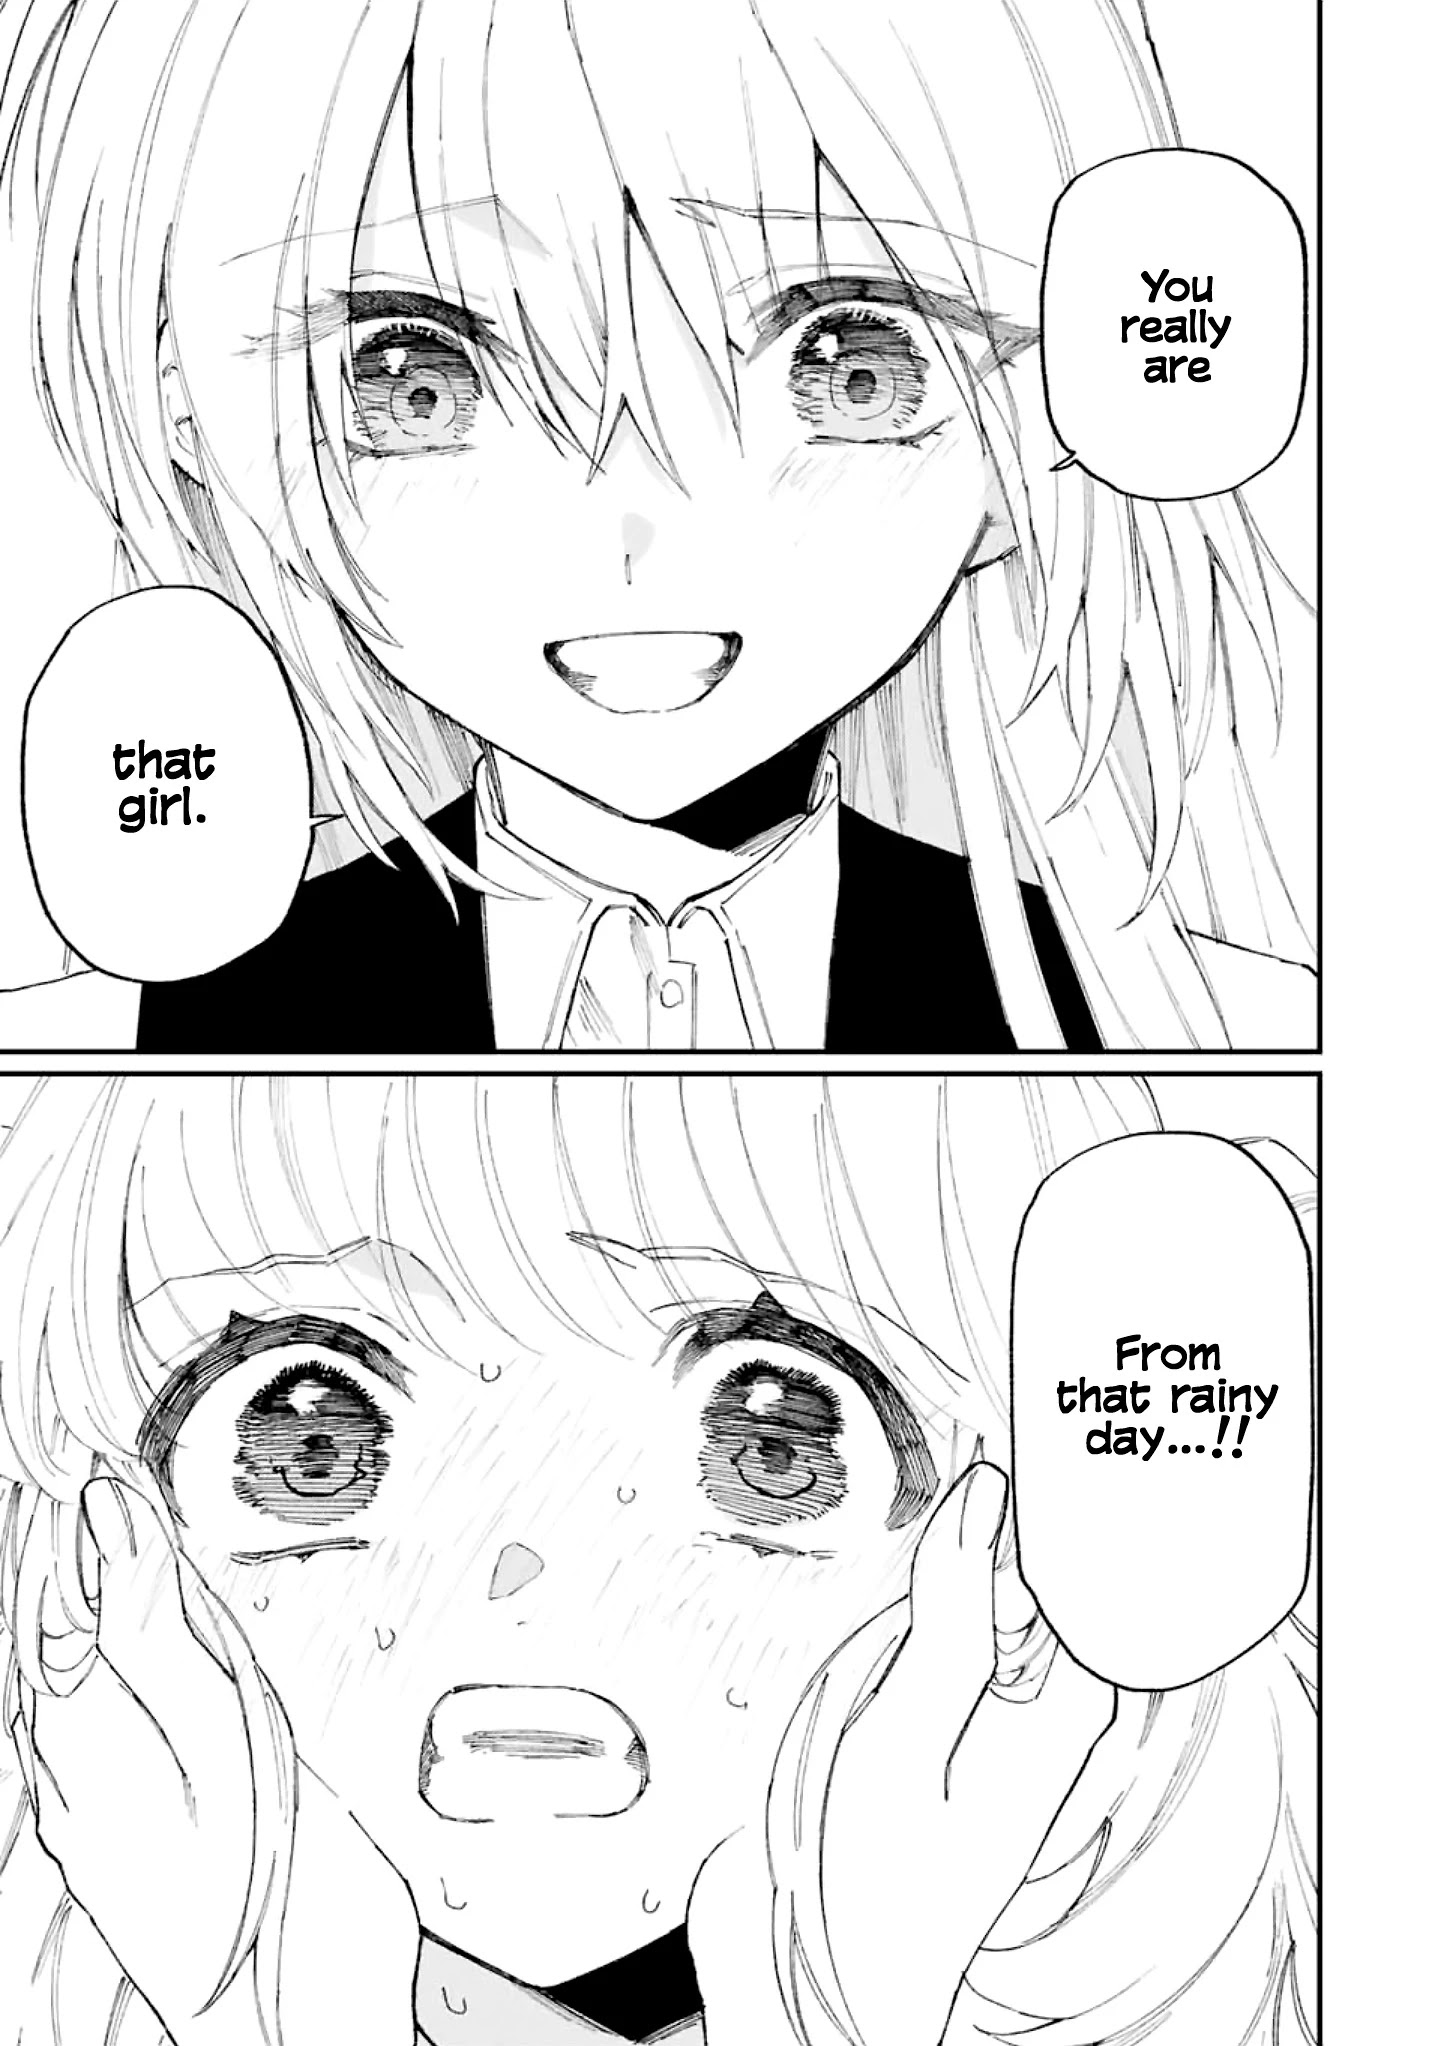 You
really
are
that
girl.
From
that rainy
day...!!